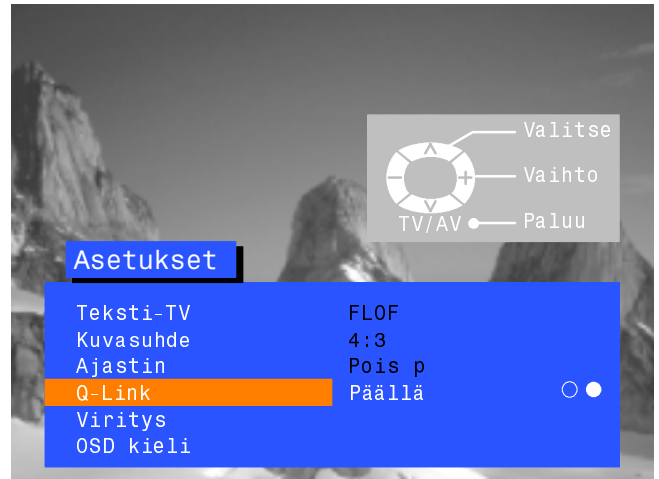 Valitse
Vaihto
TV/AV Paluu
Asetukset
Teksti-TV FLOF
Kuvasuhde 4:3
Ajastin Pois p
Q-Link Päällä
Viritys
OSD kieli